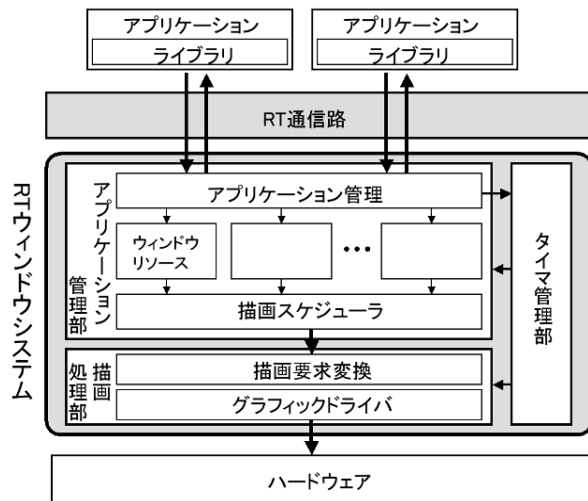 アプリケーション
ライブラリ
アプリケーション
ライブラリ
RT通信路
RTウィンドウシステム
アプリケーション
管理部
アプリケーション管理
ウィンドウ
リソース
•••
描画スケジューラ
タイマ管理部
描画
処理部
描画要求変換
グラフィックドライバ
ハードウェア